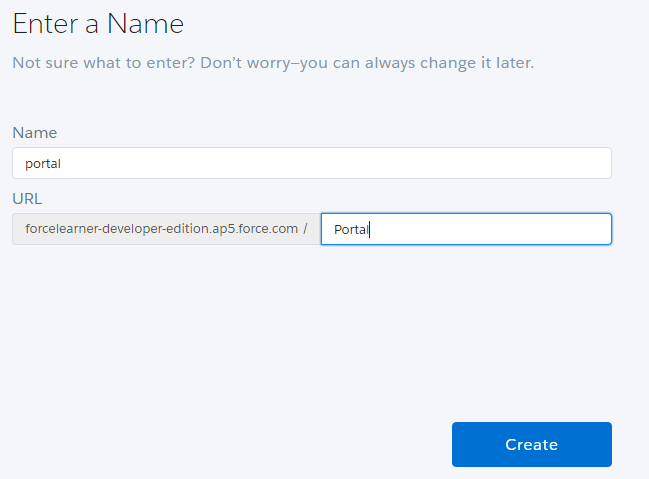 Enter a Name
Not sure what to enter? Don't worry—you can always change it later.
Name
portal
URL
forcelearner-developer-edition.ap5.force.com / Portal
Create